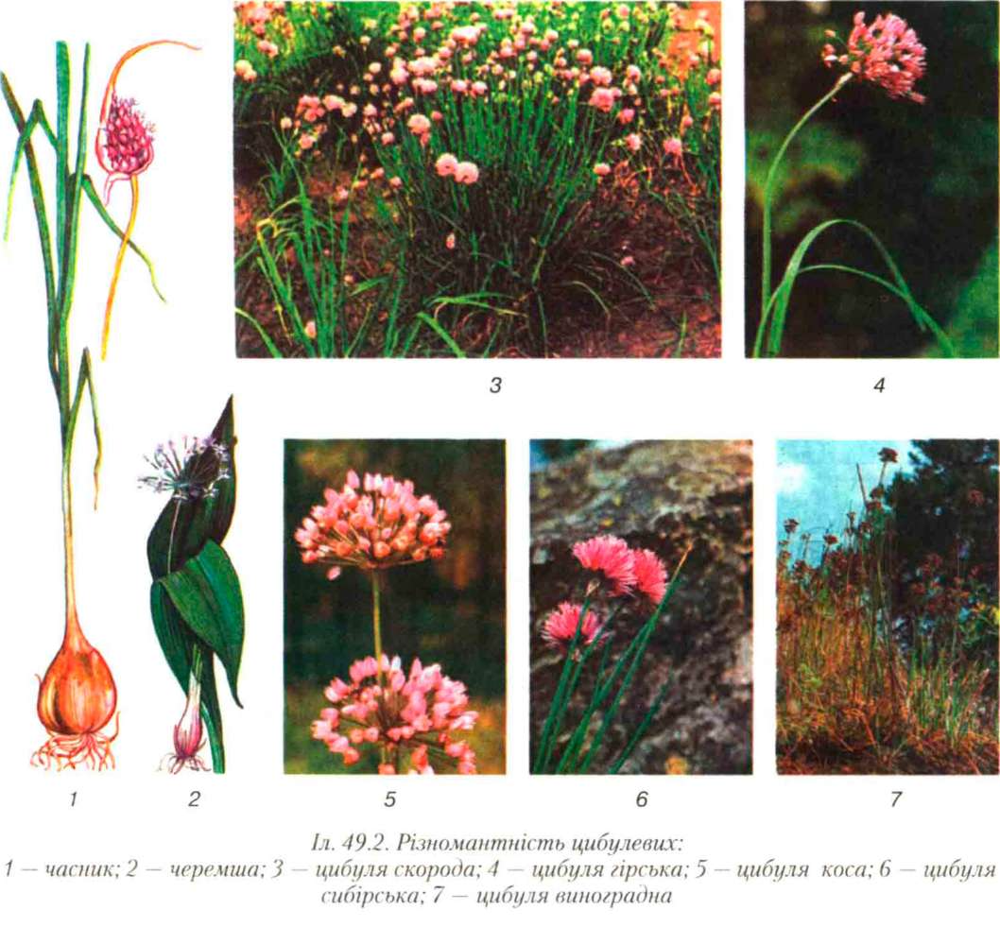 3
4
1
2
5
6
7
Іл. 49.2. Різномантність цибулевих:
1 – часник; 2 – черемша; 3 – цибуля скорода; 4 – цибуля гірська; 5 – цибуля коса; 6 – цибуля
сибірська; 7 – цибуля виноградна